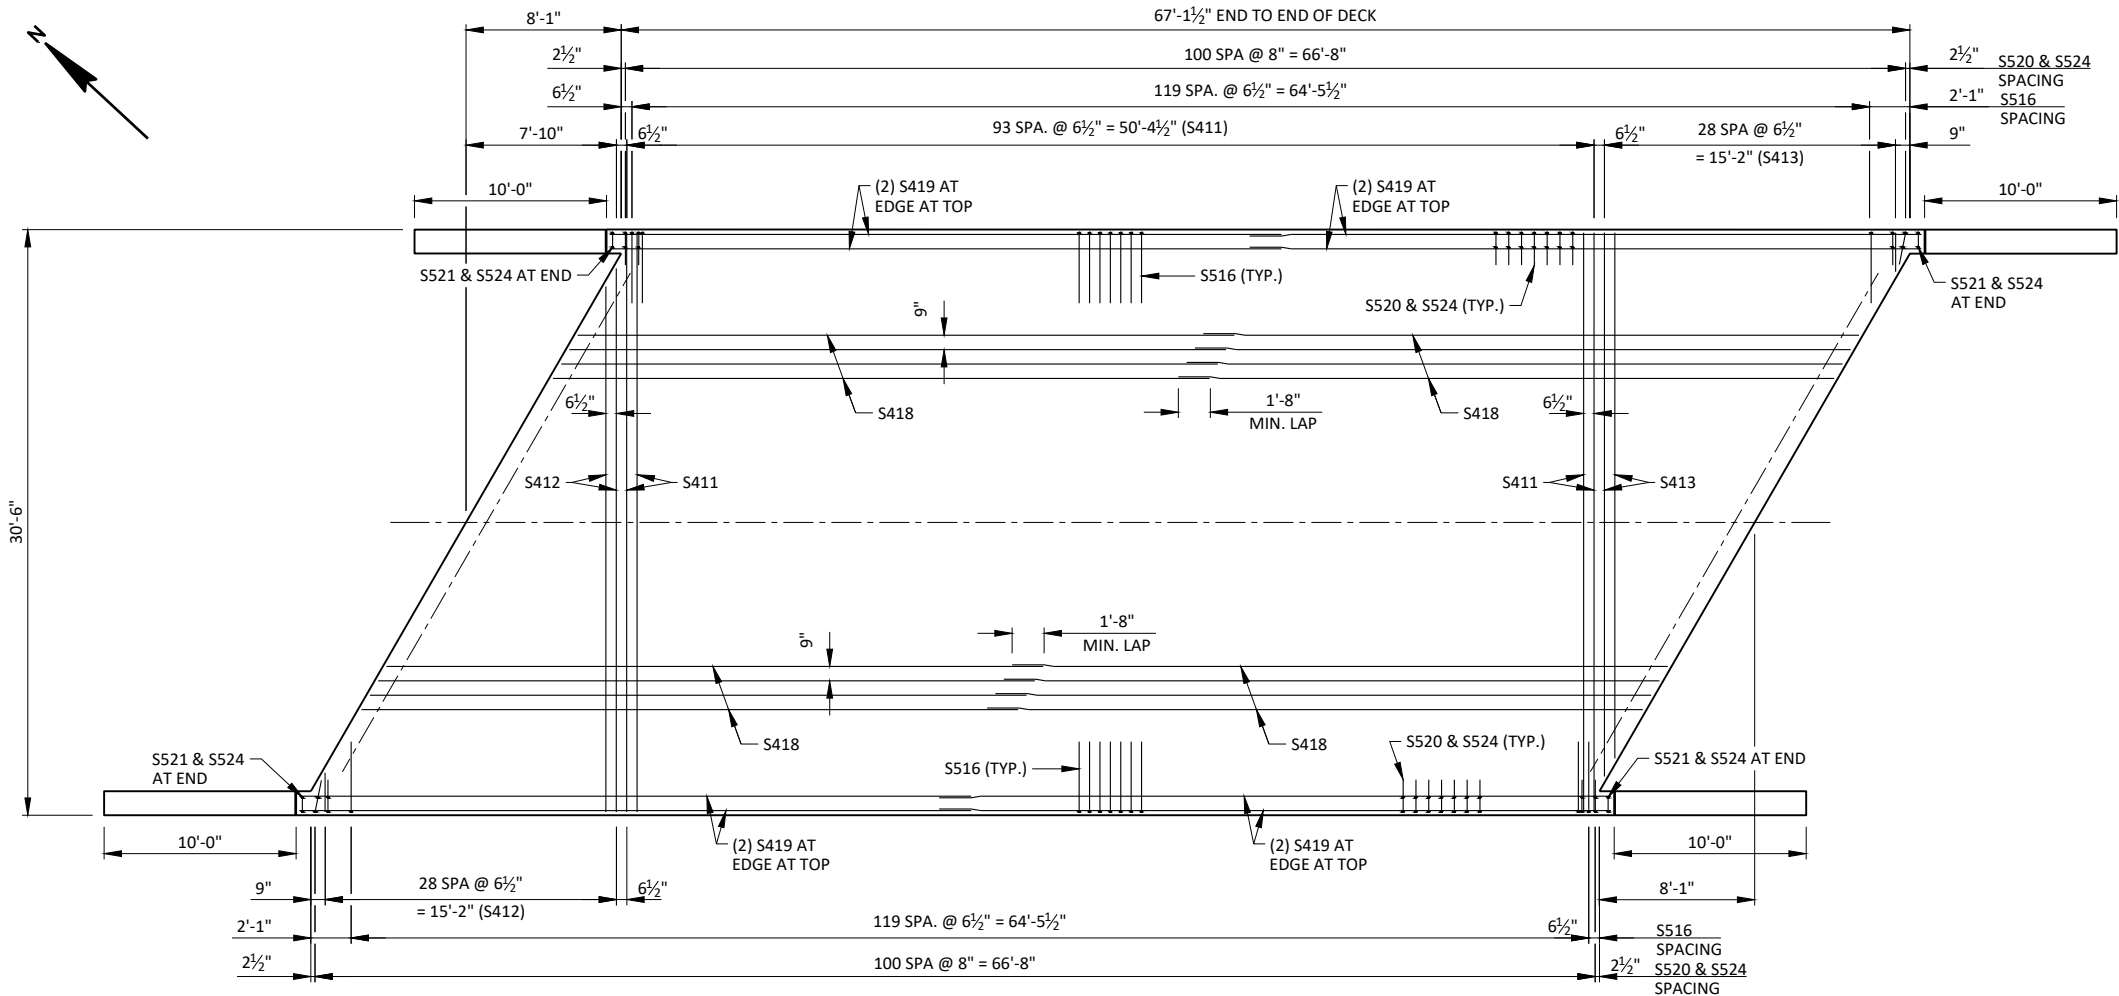 N
8'-1"
67'-1½" END TO END OF DECK
2½"
100 SPA @ 8" = 66'-8"
2½"
S520 & S524
SPACING
6½"
119 SPA. @ 6½" = 64'-5½"
2'-1"
S516
SPACING
7'-10"
6½"
93 SPA. @ 6½" = 50'-4½" (S411)
6½"
28 SPA @ 6½"
= 15'-2" (S413)
9"
10'-0"
(2) S419 AT
EDGE AT TOP
(2) S419 AT
EDGE AT TOP
10'-0"
S521 & S524 AT END
S516 (TYP.)
S520 & S524 (TYP.)
S521 & S524
AT END
9"
6½"
S418
1'-8"
MIN. LAP
S418
6½"
S412
S411
S411
S413
30'-6"
9"
1'-8"
MIN. LAP
S418
S418
S521 & S524
AT END
S516 (TYP.)
S520 & S524 (TYP.)
S521 & S524 AT END
10'-0"
(2) S419 AT
EDGE AT TOP
(2) S419 AT
EDGE AT TOP
10'-0"
9"
28 SPA @ 6½"
= 15'-2" (S412)
6½"
8'-1"
2'-1"
119 SPA. @ 6½" = 64'-5½"
6½"
S516
SPACING
2½"
100 SPA @ 8" = 66'-8"
2½"
S520 & S524
SPACING